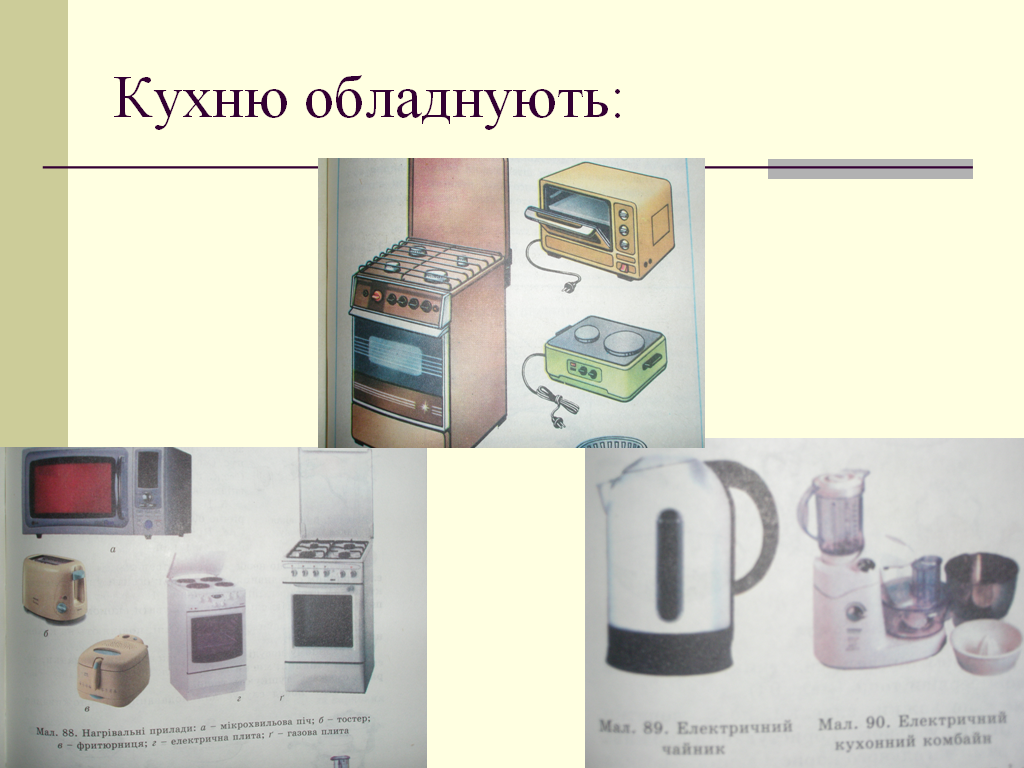 Кухню обладнують:
а
б
в
г
ґ
Мал. 88. Нагрівальні прилади: а – мікрохвильова піч; б – тостер;
в – фритюрниця; г – електрична плита; ґ – газова плита
Мал. 89. Електричний
чайник
Мал. 90. Електричний
кухонний комбайн